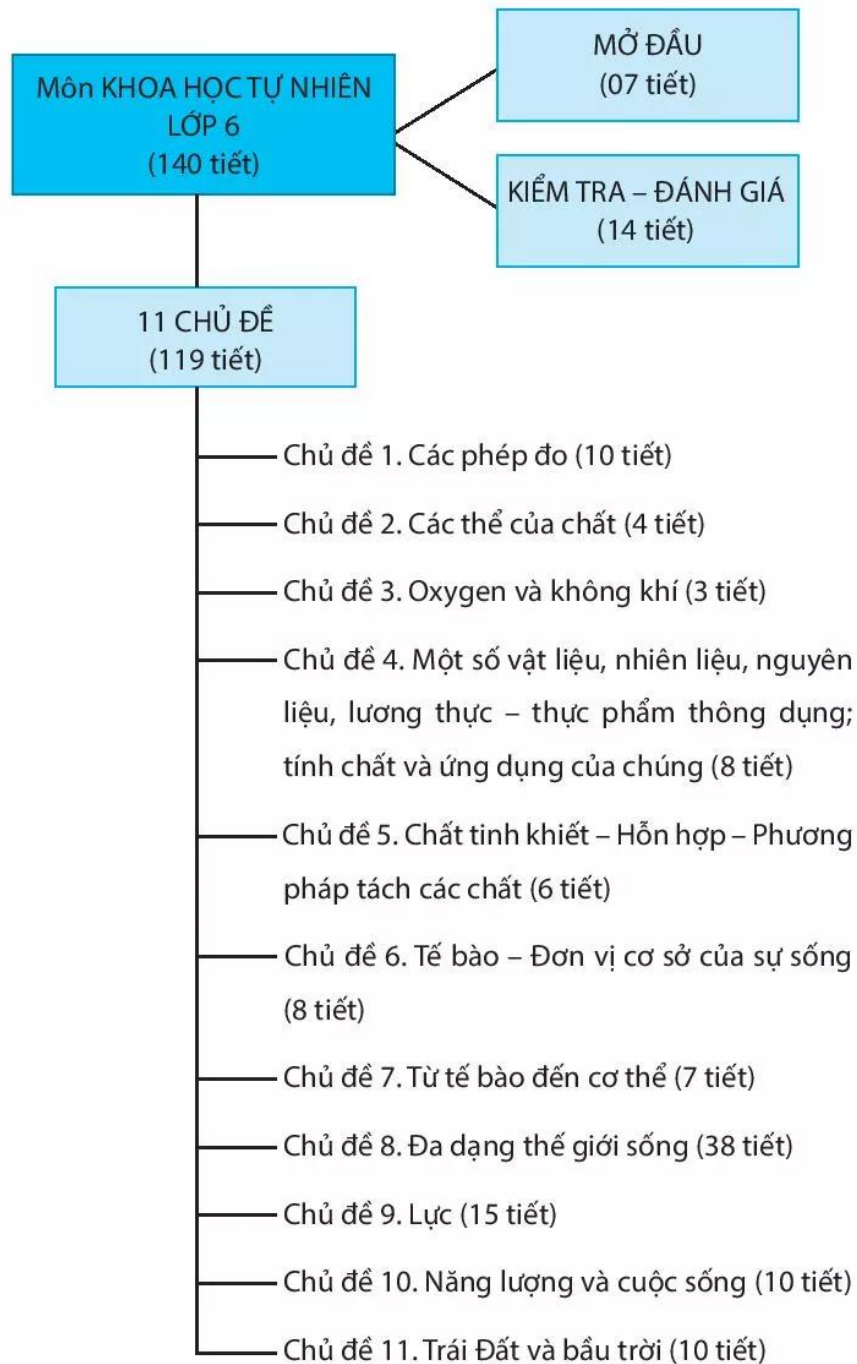 Môn KHOA HỌC TỰ NHIÊN
LỚP 6
(140 tiết)
MỞ ĐẦU
(07 tiết)
KIỂM TRA – ĐÁNH GIÁ
(14 tiết)
11 CHỦ ĐỀ
(119 tiết)
Chủ đề 1. Các phép đo (10 tiết)
Chủ đề 2. Các thể của chất (4 tiết)
Chủ đề 3. Oxygen và không khí (3 tiết)
Chủ đề 4. Một số vật liệu, nhiên liệu, nguyên
liệu, lương thực – thực phẩm thông dụng;
tính chất và ứng dụng của chúng (8 tiết)
Chủ đề 5. Chất tinh khiết – Hỗn hợp – Phương
pháp tách các chất (6 tiết)
Chủ đề 6. Tế bào – Đơn vị cơ sở của sự sống
(8 tiết)
Chủ đề 7. Từ tế bào đến cơ thể (7 tiết)
Chủ đề 8. Đa dạng thế giới sống (38 tiết)
Chủ đề 9. Lực (15 tiết)
Chủ đề 10. Năng lượng và cuộc sống (10 tiết)
Chủ đề 11. Trái Đất và bầu trời (10 tiết)